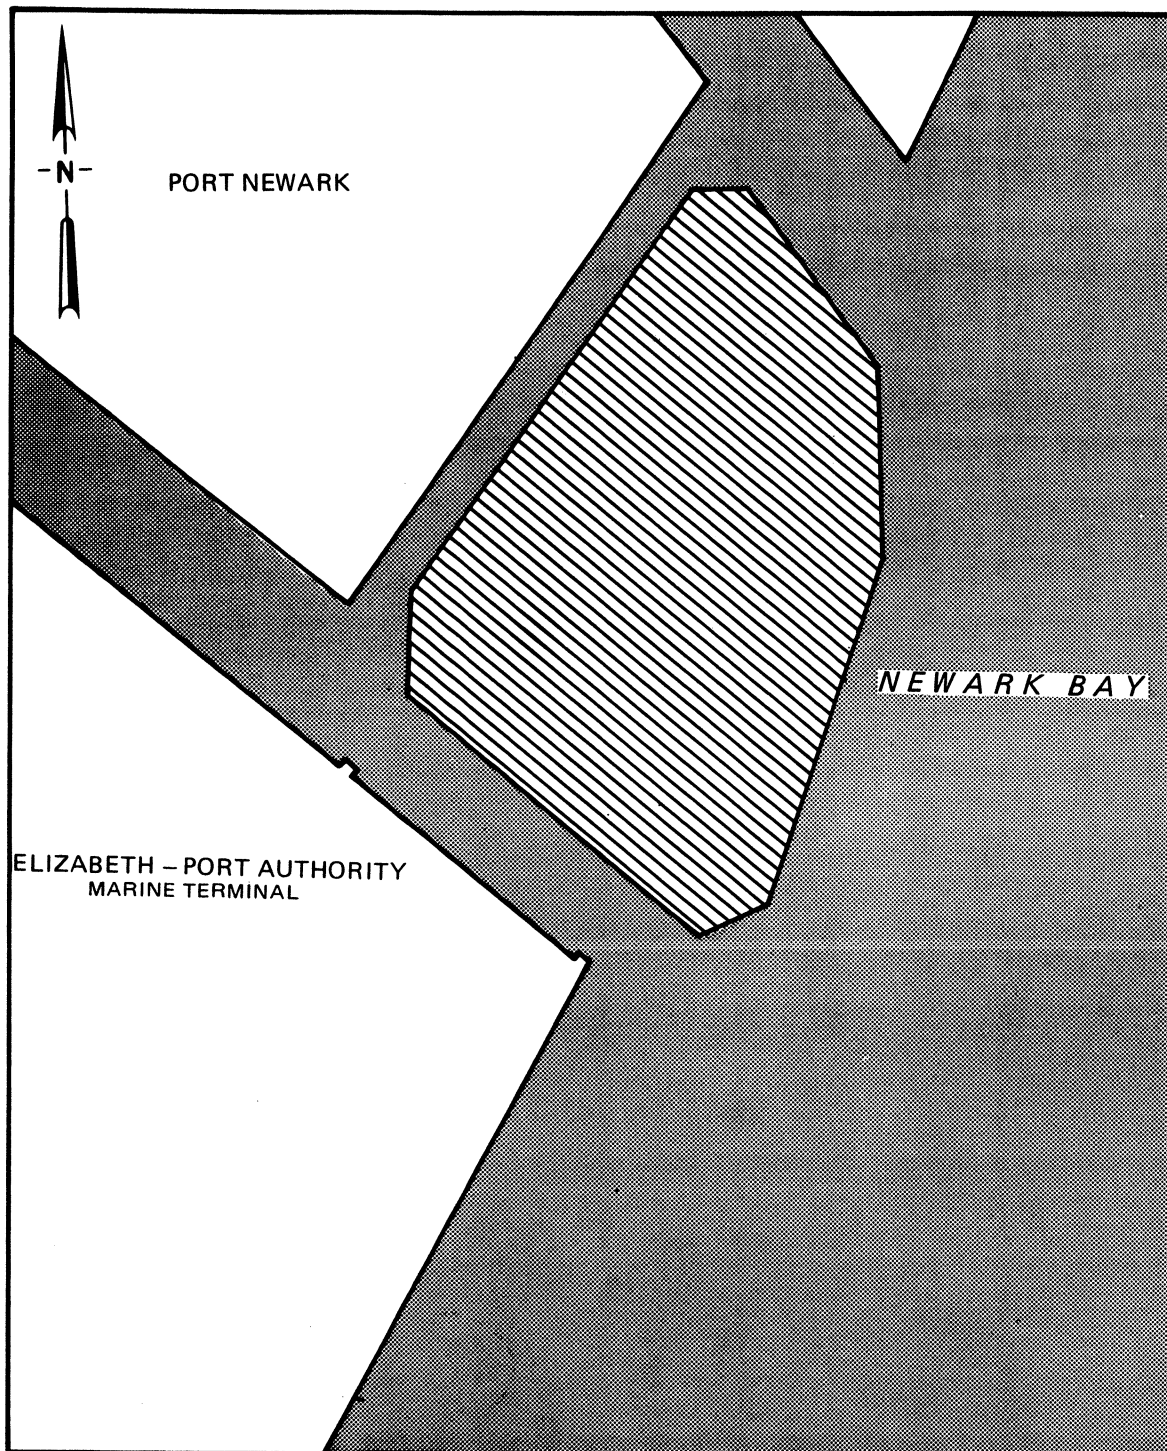 -N-
PORT NEWARK
NEWARK BAY
ELIZABETH – PORT AUTHORITY
MARINE TERMINAL